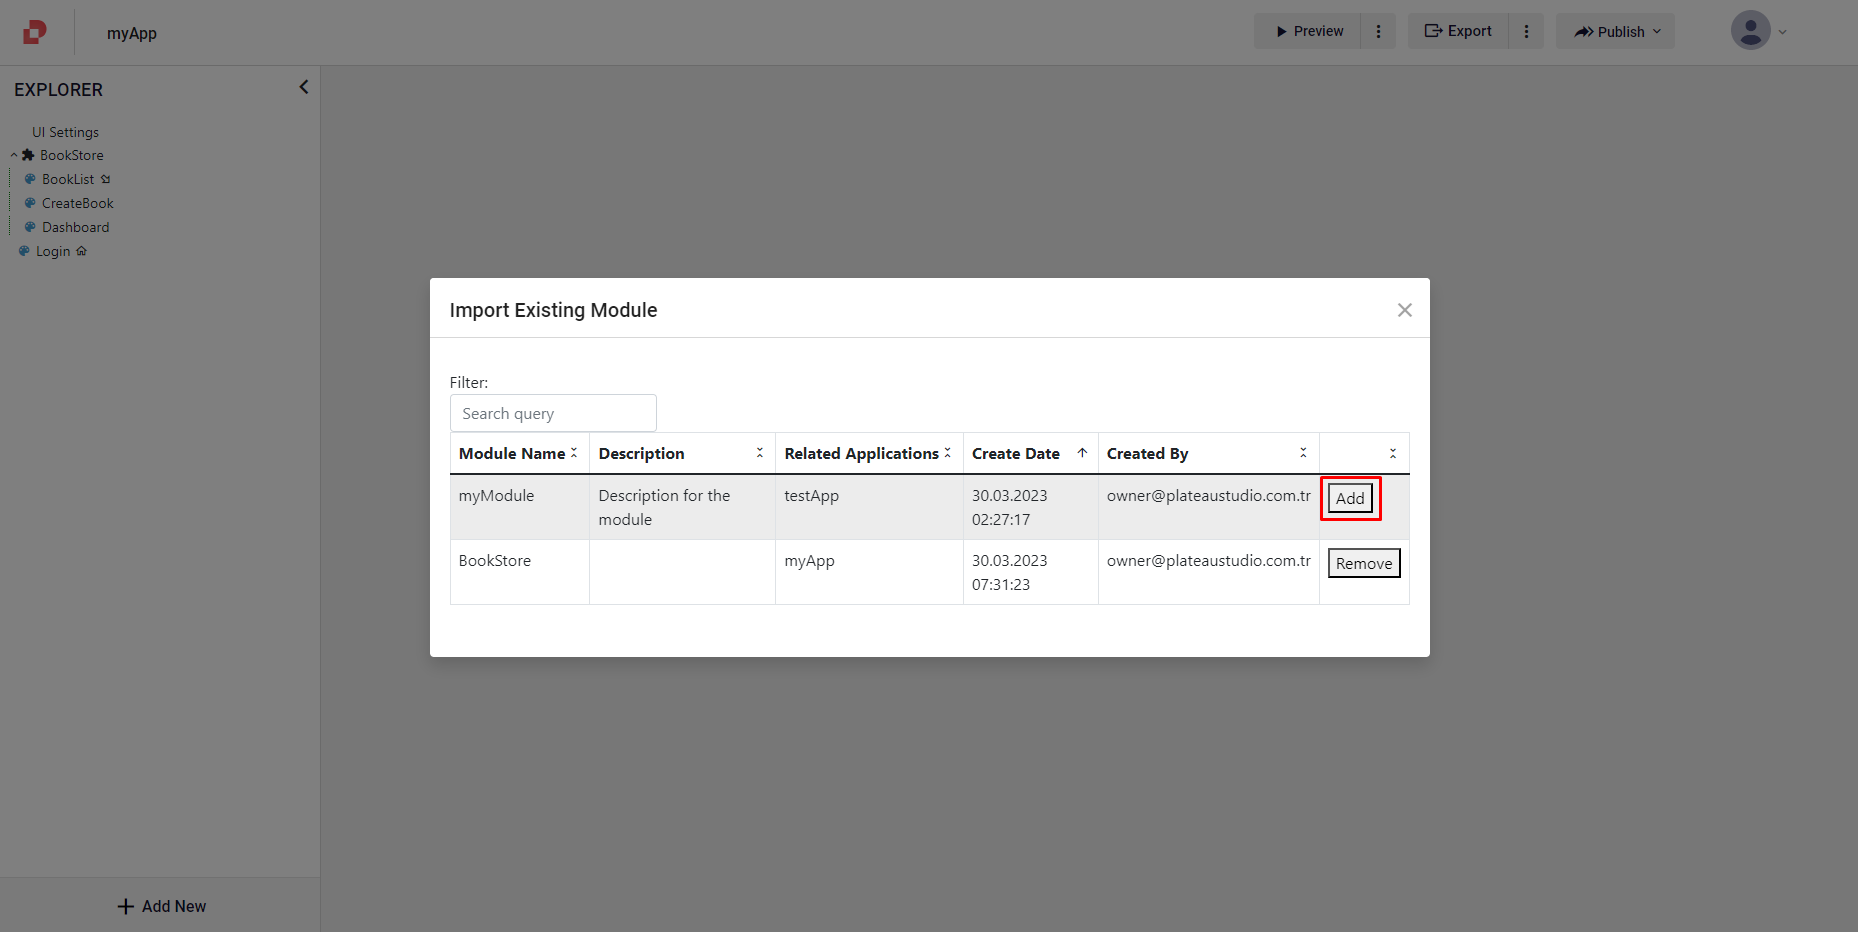 myApp
Preview
Export
Publish
EXPLORER
UI Settings
BookStore
BookList
CreateBook
Dashboard
Login
Import Existing Module
Filter:
Search query
Module Name Description Related Applications Create Date Created By
myModule Description for the module testApp 30.03.2023 02:27:17 owner@plateaustudio.com.tr Add
BookStore myApp 30.03.2023 07:31:23 owner@plateaustudio.com.tr Remove
Add New